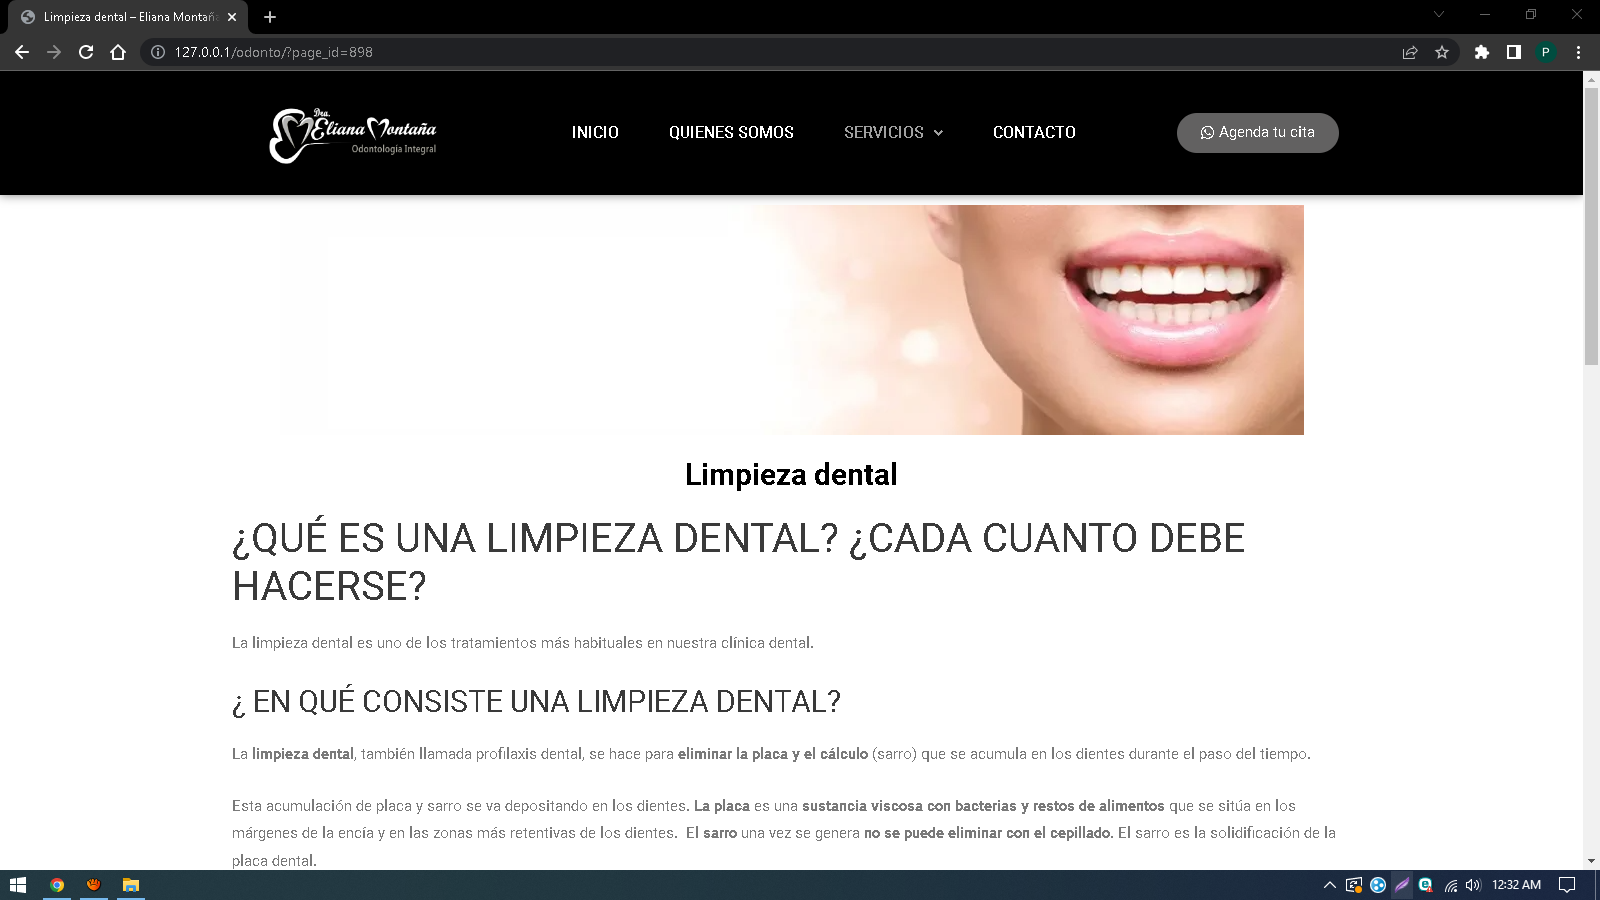 Limpieza dental – Eliana Montaña
127.0.0.1/odonto/?page_id=898
P
Dra.
Eliana Montaña
Odontología Integral
INICIO
QUIENES SOMOS
SERVICIOS
CONTACTO
Agenda tu cita
Limpieza dental
¿QUÉ ES UNA LIMPIEZA DENTAL? ¿CADA CUANTO DEBE
HACERSE?
La limpieza dental es uno de los tratamientos más habituales en nuestra clínica dental.
¿ EN QUÉ CONSISTE UNA LIMPIEZA DENTAL?
La limpieza dental, también llamada profilaxis dental, se hace para eliminar la placa y el cálculo (sarro) que se acumula en los dientes durante el paso del tiempo.
Esta acumulación de placa y sarro se va depositando en los dientes. La placa es una sustancia viscosa con bacterias y restos de alimentos que se sitúa en los
márgenes de la encía y en las zonas más retentivas de los dientes.  El sarro una vez se genera no se puede eliminar con el cepillado. El sarro es la solidificación de la
placa dental.
12:32 AM